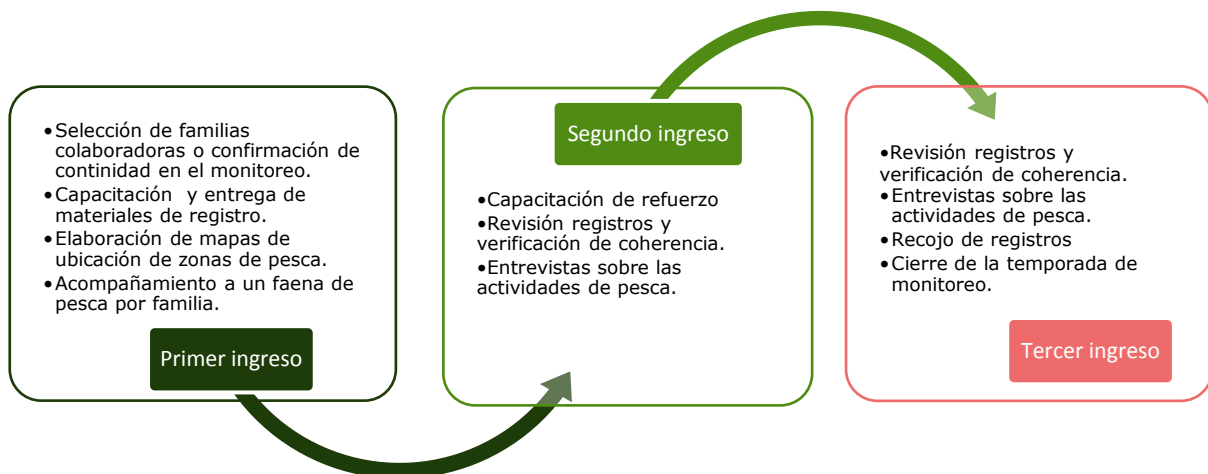 •Selección de familias
colaboradoras o confirmación de
continidad en el monitoreo.
•Capacitación y entrega de
materiales de registro.
•Elaboración de mapas de
ubicación de zonas de pesca.
•Acompañamiento a un faena de
pesca por familia.
Primer ingreso
Segundo ingreso
•Capacitación de refuerzo
•Revisión registros y
verificación de coherencia.
•Entrevistas sobre las
actividades de pesca.
•Revisión registros y
verificación de coherencia.
•Entrevistas sobre las
actividades de pesca.
•Recojo de registros
•Cierre de la temporada de
monitoreo.
Tercer ingreso